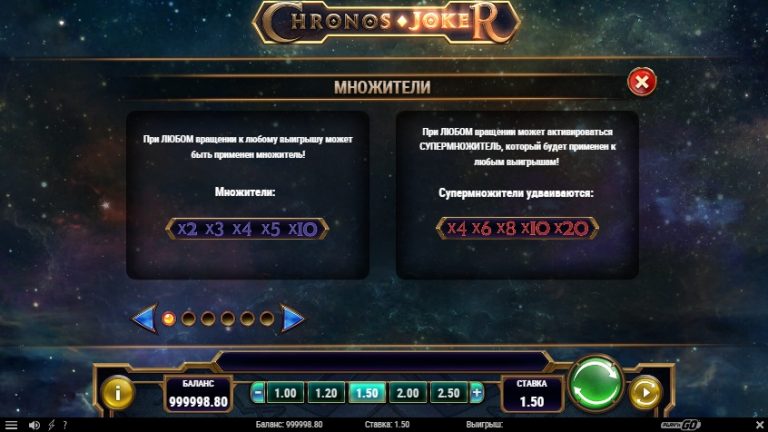 CHRONOS JOKER
МНОЖИТЕЛИ
При ЛЮБОМ вращении к любому выигрышу может
быть применен множитель!
Множители:
X2 X3 X4 X5 X10
При ЛЮБОМ вращении может активироваться
СУПЕРМНОЖИТЕЛЬ, который будет применен к
любым выигрышам!
Супермножители удваиваются:
X4 X6 X8 X10 X20
БАЛАНС
999998.80
- 1.00 1.20 1.50 2.00 2.50 +
СТАВКА
1.50
? Баланс: 999998.80 Ставка: 1.50 Выигрыш: PLAY'N GO